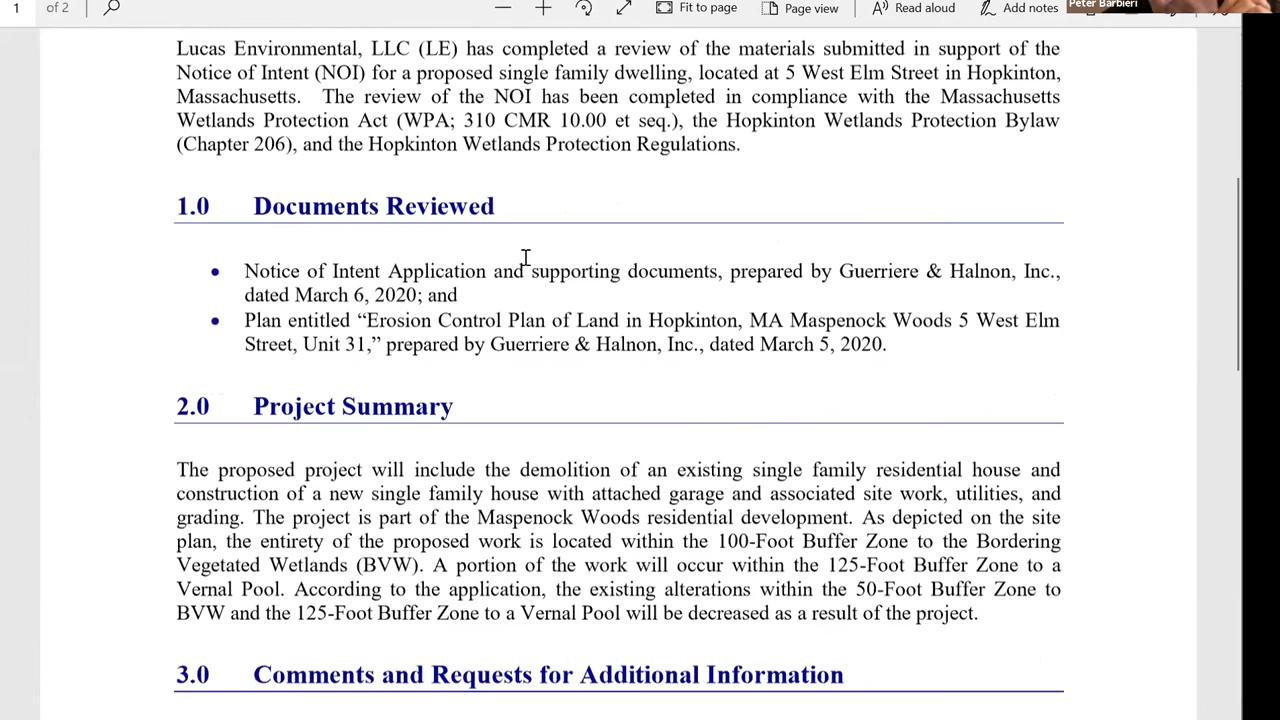 1 of 2 Fit to page Page view Read aloud Add notes
Peter Barbieri
Lucas Environmental, LLC (LE) has completed a review of the materials submitted in support of the
Notice of Intent (NOI) for a proposed single family dwelling, located at 5 West Elm Street in Hopkinton,
Massachusetts. The review of the NOI has been completed in compliance with the Massachusetts
Wetlands Protection Act (WPA; 310 CMR 10.00 et seq.), the Hopkinton Wetlands Protection Bylaw
(Chapter 206), and the Hopkinton Wetlands Protection Regulations.
1.0 Documents Reviewed
• Notice of Intent Application and supporting documents, prepared by Guerriere & Halnon, Inc.,
dated March 6, 2020; and
• Plan entitled “Erosion Control Plan of Land in Hopkinton, MA Maspenock Woods 5 West Elm
Street, Unit 31,” prepared by Guerriere & Halnon, Inc., dated March 5, 2020.
2.0 Project Summary
The proposed project will include the demolition of an existing single family residential house and
construction of a new single family house with attached garage and associated site work, utilities, and
grading. The project is part of the Maspenock Woods residential development. As depicted on the site
plan, the entirety of the proposed work is located within the 100-Foot Buffer Zone to the Bordering
Vegetated Wetlands (BVW). A portion of the work will occur within the 125-Foot Buffer Zone to a
Vernal Pool. According to the application, the existing alterations within the 50-Foot Buffer Zone to
BVW and the 125-Foot Buffer Zone to a Vernal Pool will be decreased as a result of the project.
3.0 Comments and Requests for Additional Information